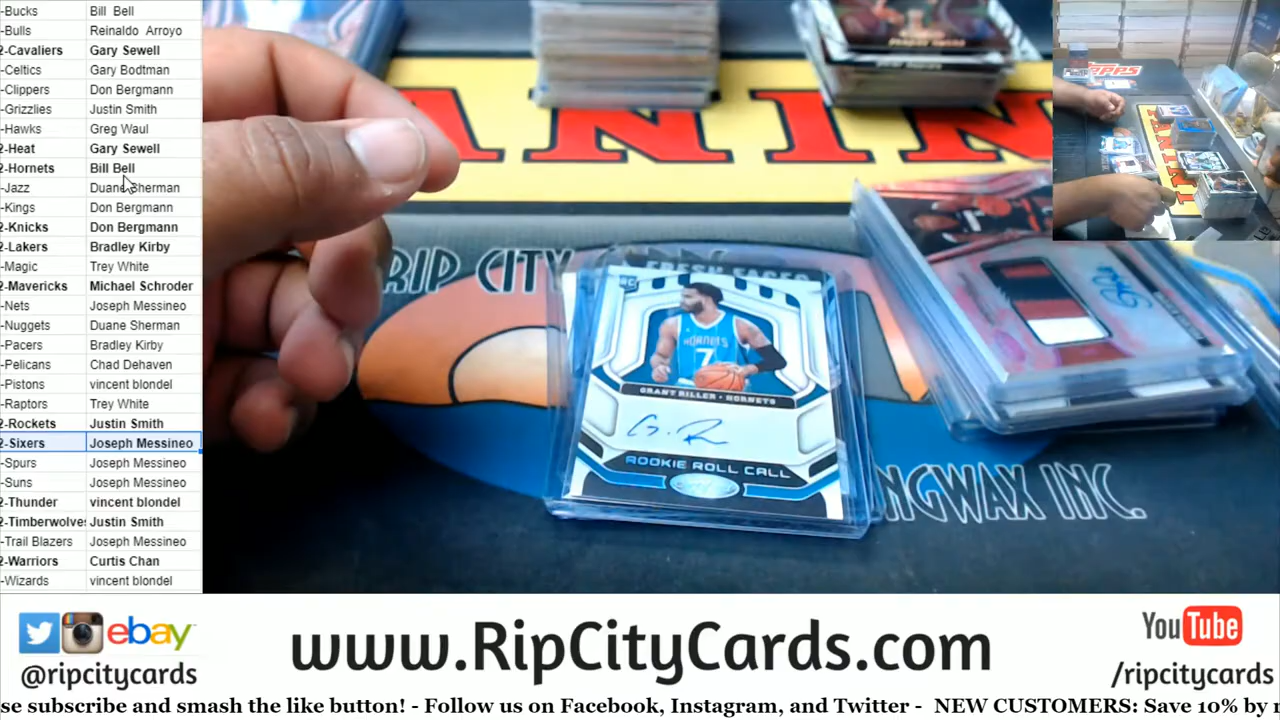 -Bucks Bill Bell
-Bulls Reinaldo Arroyo
2-Cavaliers Gary Sewell
-Celtics Gary Bodtman
-Clippers Don Bergmann
-Grizzlies Justin Smith
-Hawks Greg Waul
2-Heat Gary Sewell
2-Hornets Bill Bell
-Jazz Duane Sherman
-Kings Don Bergmann
2-Knicks Don Bergmann
2-Lakers Bradley Kirby
-Magic Trey White
2-Mavericks Michael Schroder
-Nets Joseph Messineo
-Nuggets Duane Sherman
-Pacers Bradley Kirby
-Pelicans Chad Dehaven
-Pistons vincent blondel
-Raptors Trey White
2-Rockets Justin Smith
2-Sixers Joseph Messineo
-Spurs Joseph Messineo
-Suns Joseph Messineo
2-Thunder vincent blondel
2-Timberwolves Justin Smith
-Trail Blazers Joseph Messineo
2-Warriors Curtis Chan
-Wizards vincent blondel
ANINI
RIP CITY
FRESH FACES
RC
HORNETS
7
GRANT RILLER • HORNETS
G. R
ROOKIE ROLL CALL
NGWAX INC.
ebay
@ripcitycards
www.RipCityCards.com
YouTube
/ripcitycards
se subscribe and smash the like button! - Follow us on Facebook, Instagram, and Twitter - NEW CUSTOMERS: Save 10% by